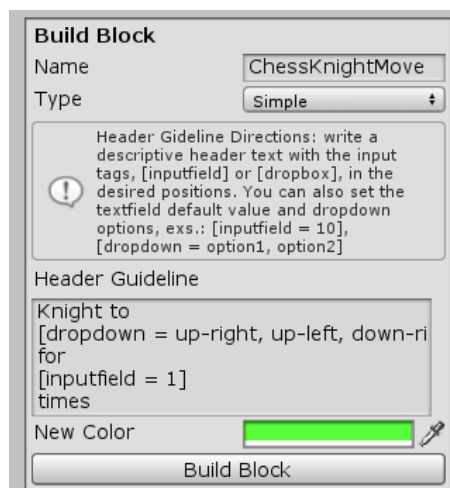 Build Block
Name ChessKnightMove
Type Simple
Header Gideline Directions: write a
descriptive header text with the input
tags, [inputfield] or [dropbox], in the
desired positions. You can also set the
textfield default value and dropdown
options, exs.: [inputfield = 10],
[dropdown = option1, option2]
Header Guideline
Knight to
[dropdown = up-right, up-left, down-ri
for
[inputfield = 1]
times
New Color
Build Block